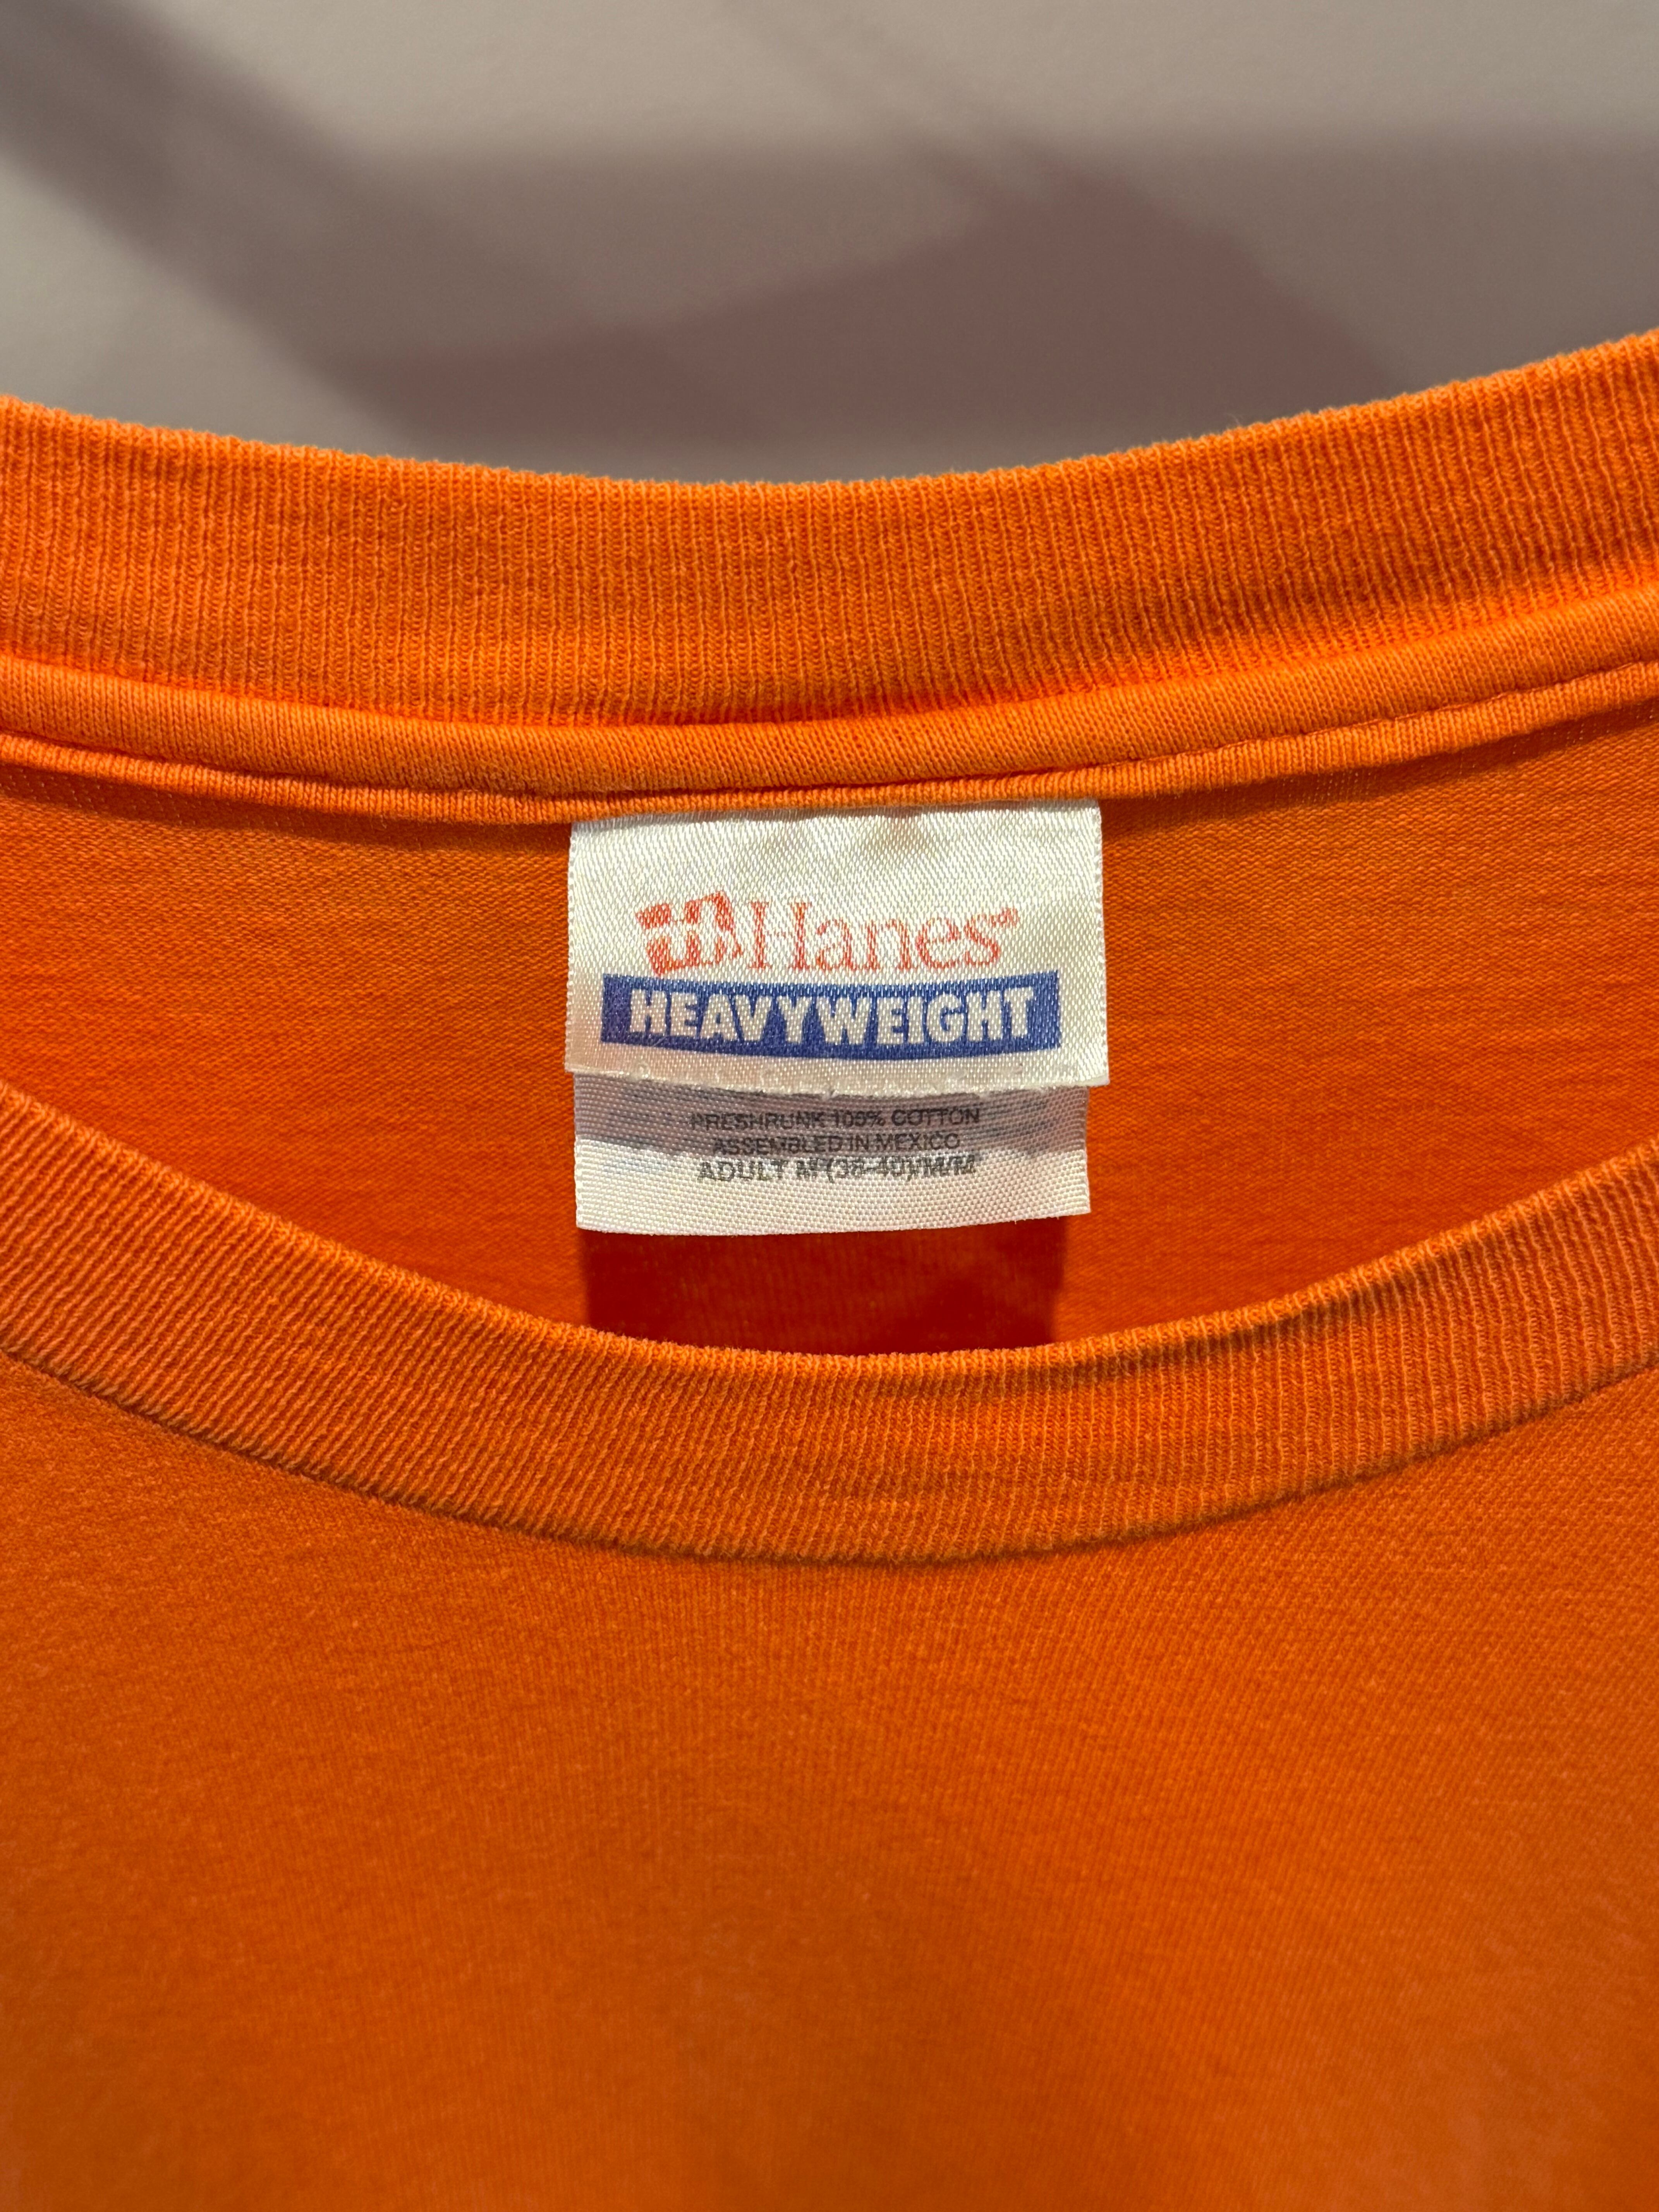 Hanes®
HEAVYWEIGHT
PRESHRUNK 100% COTTON
ASSEMBLED IN MEXICO
ADULT M (38-40)/M/M